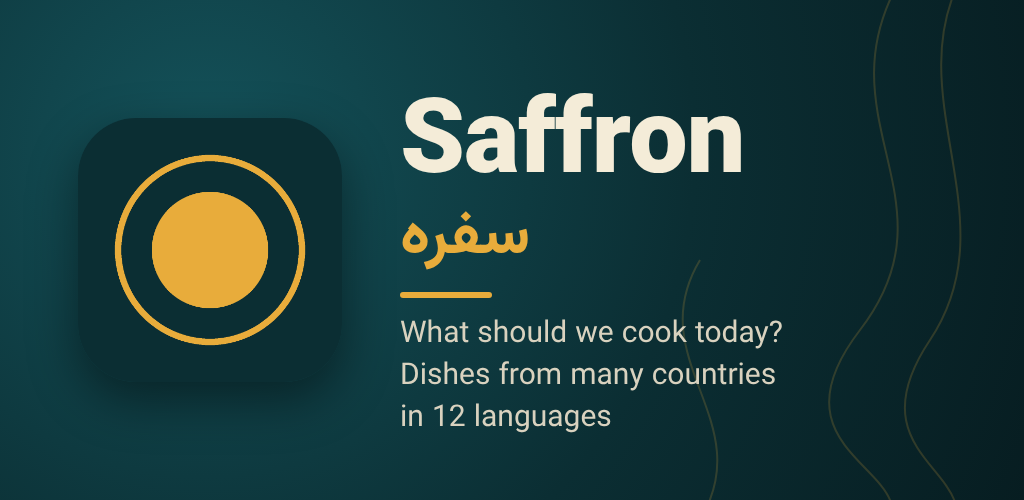 Saffron
سفره
What should we cook today?
Dishes from many countries
in 12 languages